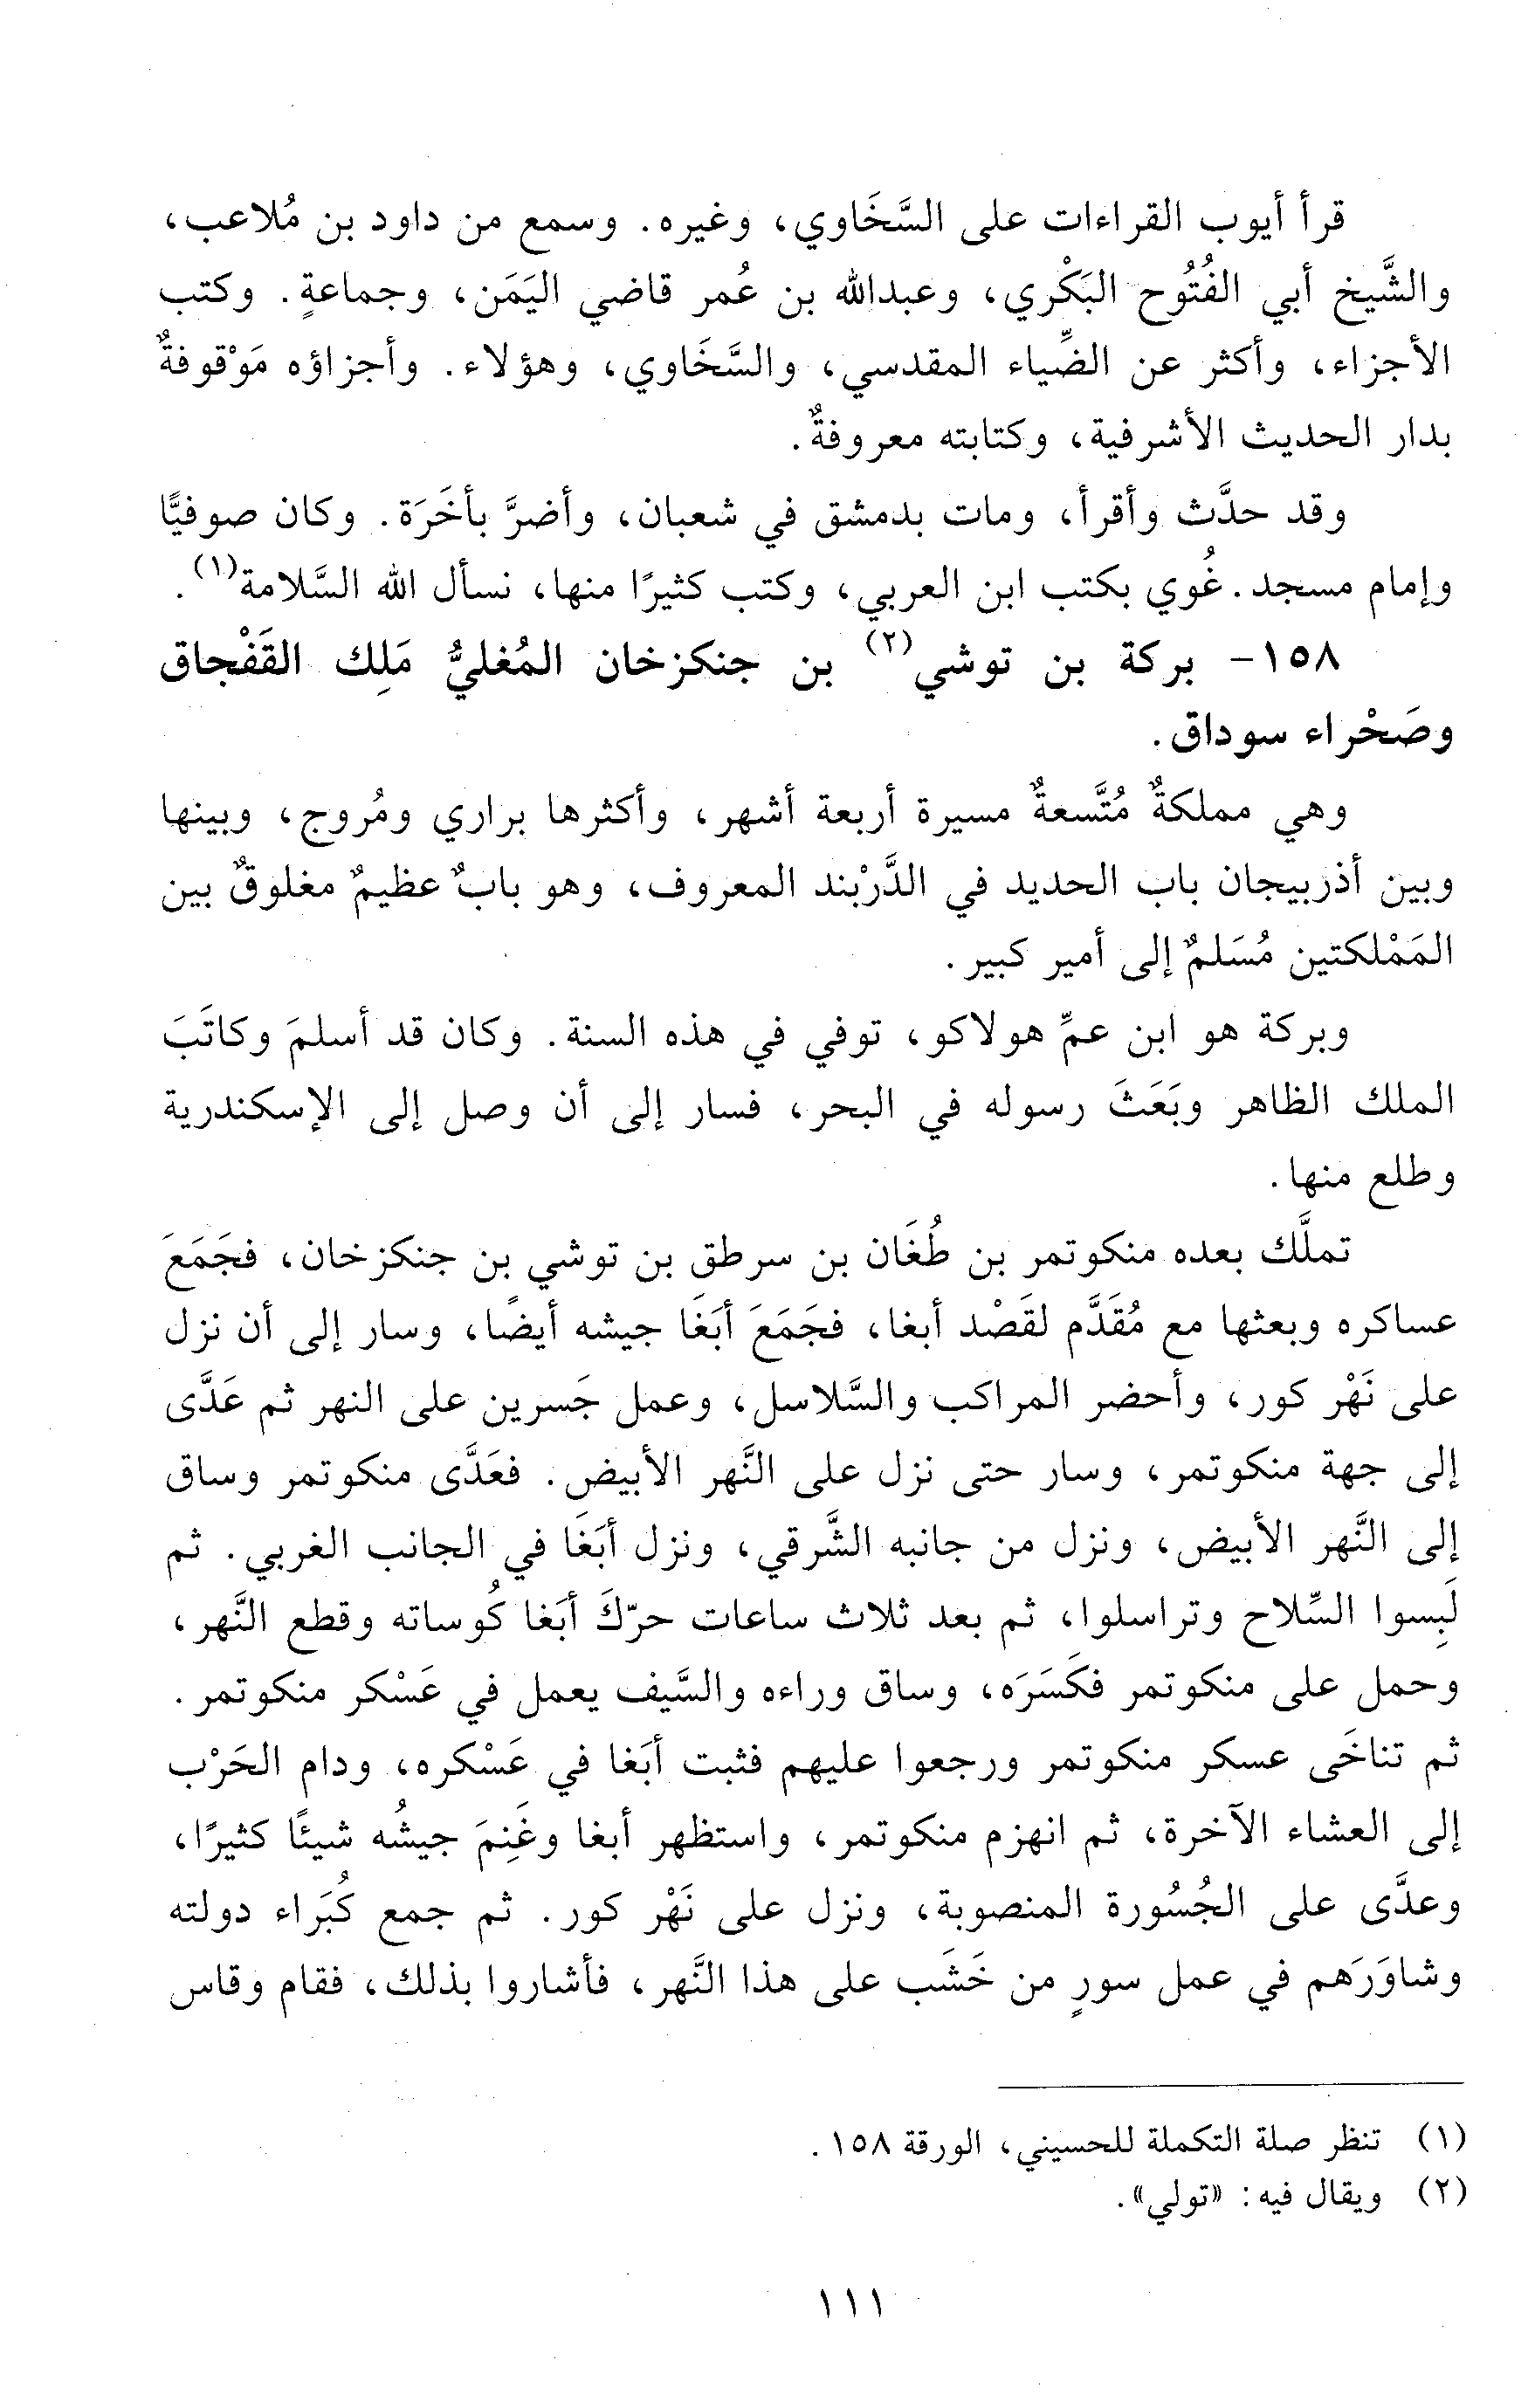 قرأ أيوب القراءات على السَّخَاوي، وغيره. وسمع من داود بن مُلاعب،
والشَّيخ أبي الفُتُوح البَكْري، وعبدالله بن عُمر قاضي اليَمَن، وجماعةٍ. وكتب
الأجزاء، وأكثر عن الضِّياء المقدسي، والسَّخَاوي، وهؤلاء. وأجزاؤه مَوْقوفةٌ
بدار الحديث الأشرفية، وكتابته معروفةٌ.
وقد حدَّث وأقرأ، ومات بدمشق في شعبان، وأضرَّ بأخَرَة. وكان صوفيًّا
وإمام مسجد. غُوي بكتب ابن العربي، وكتب كثيرًا منها، نسأل الله السَّلامة(١).
١٥٨- بركة بن توشي(٢) بن جنكزخان المُغليُّ مَلِك القَفْجاق
وصَحْراء سوداق.
وهي مملكةٌ مُتَّسعةٌ مسيرة أربعة أشهر، وأكثرها براري ومُروج، وبينها
وبين أذربيجان باب الحديد في الدَّرْبند المعروف، وهو بابٌ عظيمٌ مغلوقٌ بين
المَمْلكتين مُسَلمٌ إلى أمير كبير.
وبركة هو ابن عمِّ هولاكو، توفي في هذه السنة. وكان قد أسلمَ وكاتَبَ
الملك الظاهر وبَعَثَ رسوله في البحر، فسار إلى أن وصل إلى الإسكندرية
وطلع منها.
تملَّك بعده منكوتمر بن طُغَان بن سرطق بن توشي بن جنكزخان، فجَمَعَ
عساكره وبعثها مع مُقَدَّم لقَصْد أبغا، فجَمَعَ أبَغَا جيشه أيضًا، وسار إلى أن نزل
على نَهْر كور، وأحضر المراكب والسَّلاسل، وعمل جَسرين على النهر ثم عَدَّى
إلى جهة منكوتمر، وسار حتى نزل على النَّهر الأبيض. فعَدَّى منكوتمر وساق
إلى النَّهر الأبيض، ونزل من جانبه الشَّرقي، ونزل أبَغَا في الجانب الغربي. ثم
لَبِسوا السِّلاح وتراسلوا، ثم بعد ثلاث ساعات حرّكَ أبَغا كُوساته وقطع النَّهر،
وحمل على منكوتمر فكَسَرَه، وساق وراءه والسَّيف يعمل في عَسْكر منكوتمر.
ثم تناخَى عسكر منكوتمر ورجعوا عليهم فثبت أبَغا في عَسْكره، ودام الحَرْب
إلى العشاء الآخرة، ثم انهزم منكوتمر، واستظهر أبغا وغَنِمَ جيشُه شيئًا كثيرًا،
وعدَّى على الجُسُورة المنصوبة، ونزل على نَهْر كور. ثم جمع كُبَراء دولته
وشاوَرَهم في عمل سورٍ من خَشَب على هذا النَّهر، فأشاروا بذلك، فقام وقاس
(١) تنظر صلة التكملة للحسيني، الورقة ١٥٨.
(٢) ويقال فيه: «تولي».
١١١